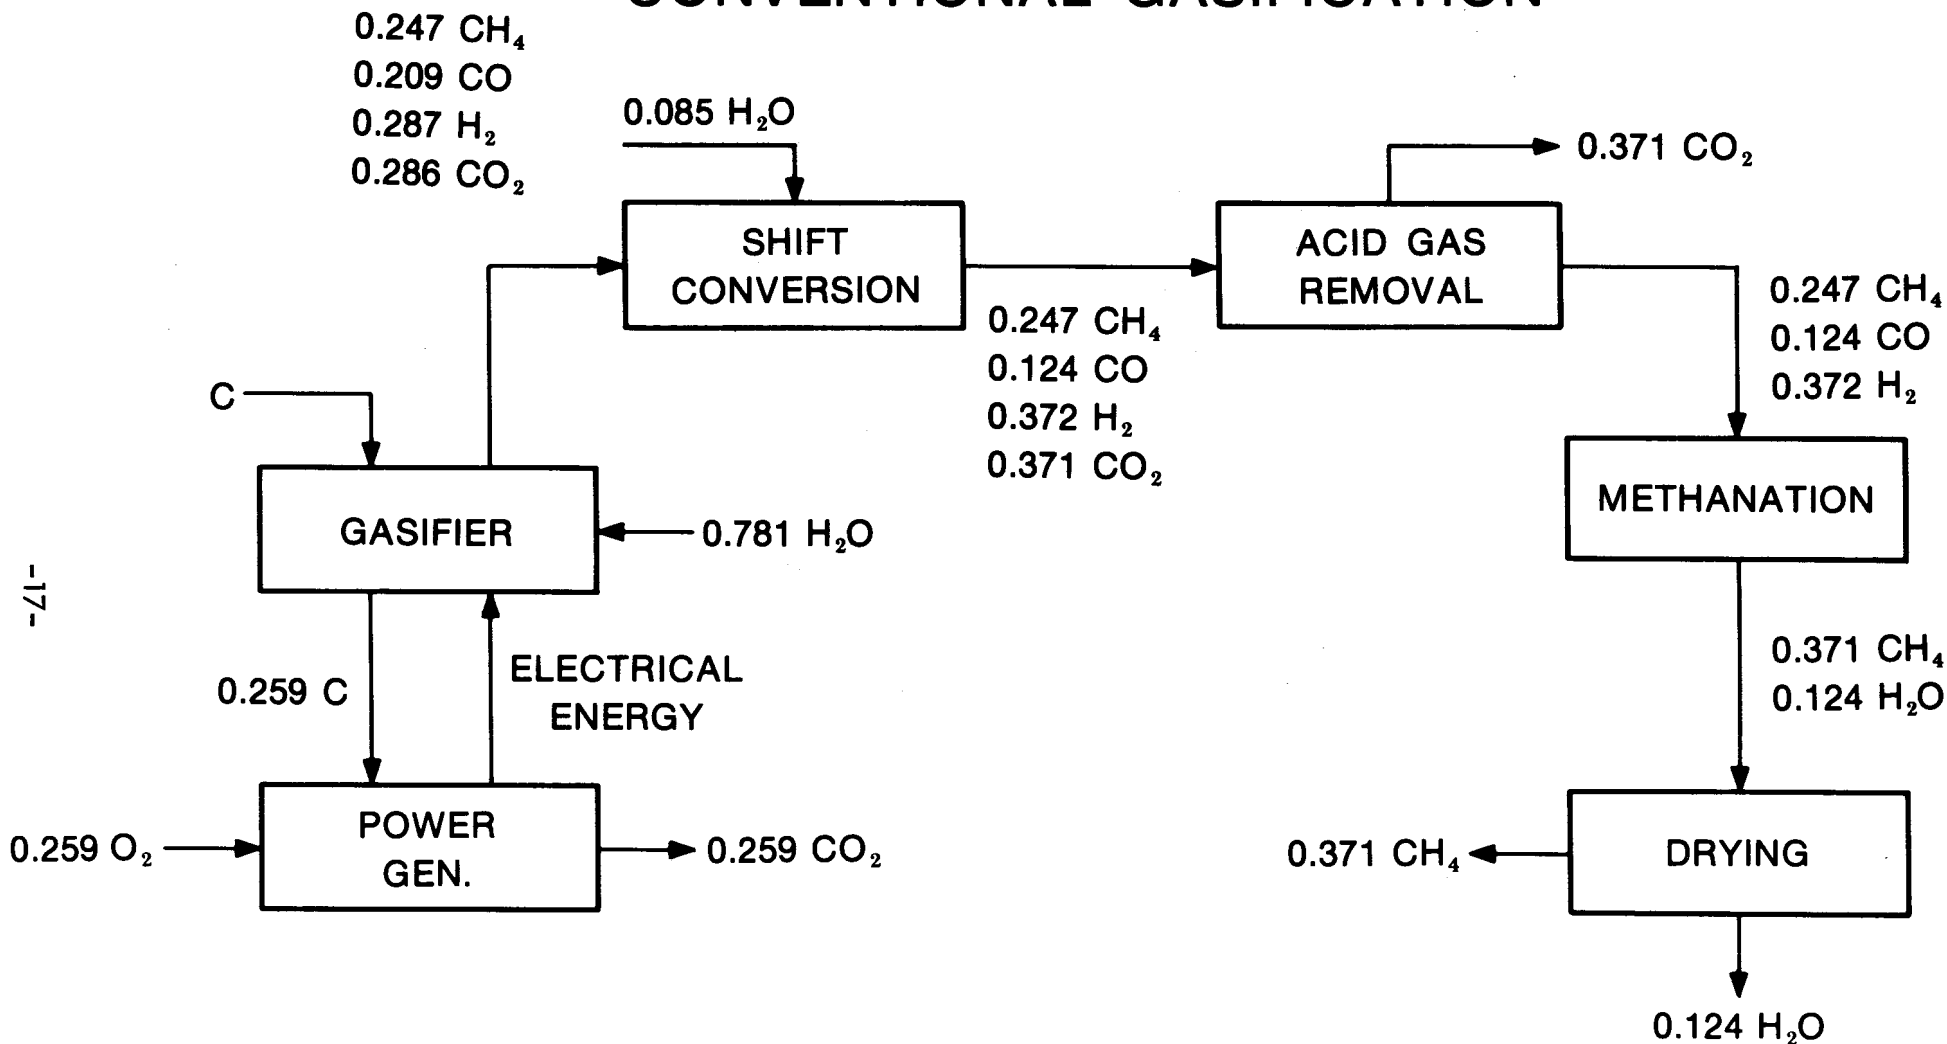 CONVENTIONAL GASIFICATION
0.247 CH₄
0.209 CO
0.287 H₂
0.286 CO₂
0.085 H₂O
0.371 CO₂
SHIFT
CONVERSION
ACID GAS
REMOVAL
0.247 CH₄
0.124 CO
0.372 H₂
0.371 CO₂
0.247 CH₄
0.124 CO
0.372 H₂
C
GASIFIER
0.781 H₂O
METHANATION
-17-
0.259 C
ELECTRICAL
ENERGY
0.371 CH₄
0.124 H₂O
0.259 O₂
POWER
GEN.
0.259 CO₂
0.371 CH₄
DRYING
0.124 H₂O